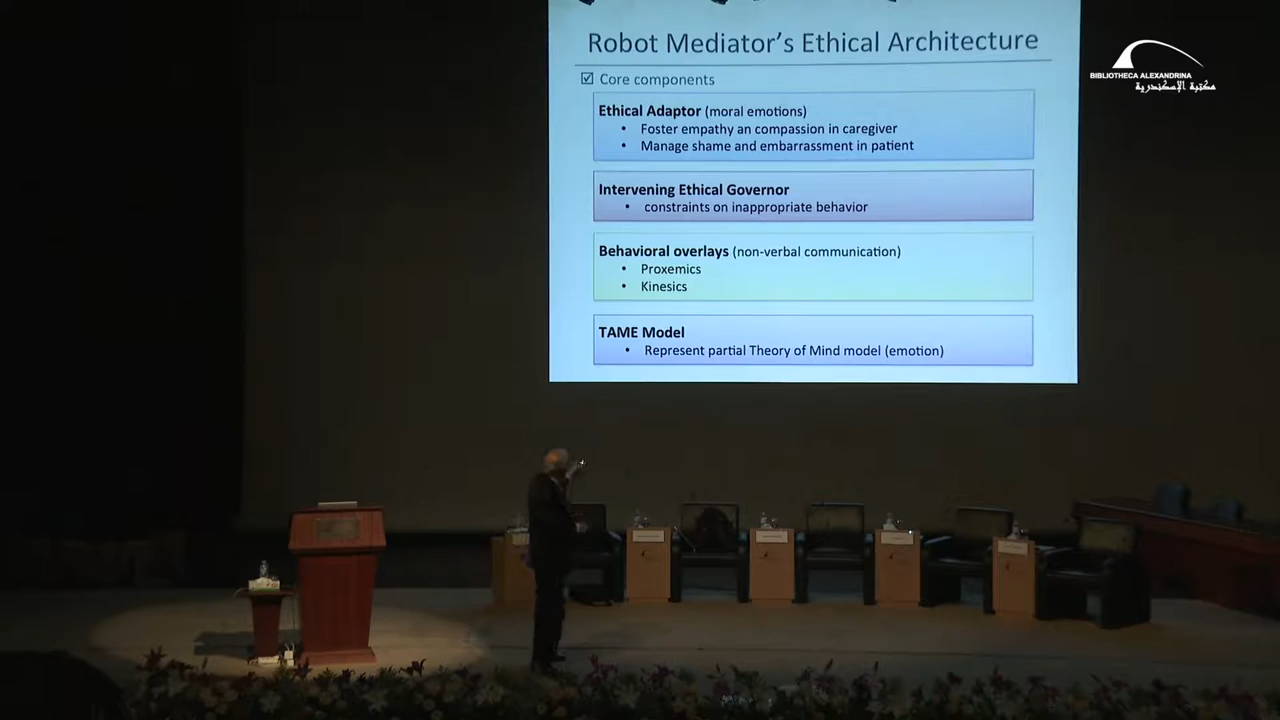 Robot Mediator's Ethical Architecture
☑ Core components
Ethical Adaptor (moral emotions)
• Foster empathy an compassion in caregiver
• Manage shame and embarrassment in patient
Intervening Ethical Governor
• constraints on inappropriate behavior
Behavioral overlays (non-verbal communication)
• Proxemics
• Kinesics
TAME Model
• Represent partial Theory of Mind model (emotion)
BIBLIOTHECA ALEXANDRINA
مكتبة الإسكندرية